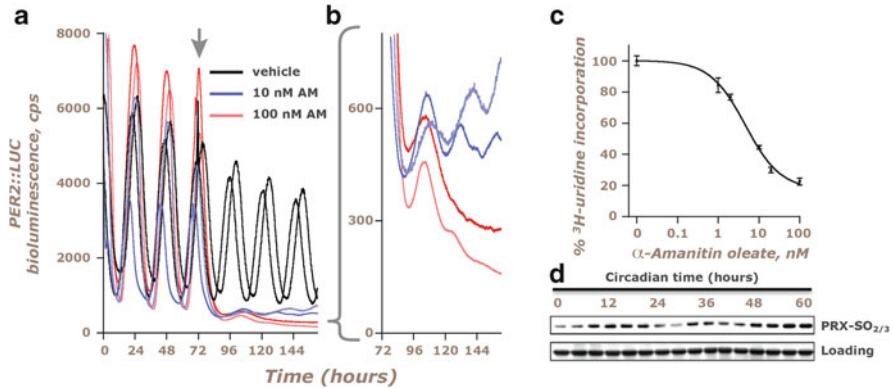 a
PER2::LUC
bioluminescence, cps
8000
6000
4000
2000
0
vehicle
10 nM AM
100 nM AM
0 24 48 72 96 120 144
Time (hours)
b
600
300
0
72 96 120 144
c
% ³H-uridine incorporation
120
100
80
60
40
20
0
0 0.1 1 10 100
α-Amanitin oleate, nM
d
Circadian time (hours)
0 12 24 36 48 60
PRX-SO2/3
Loading